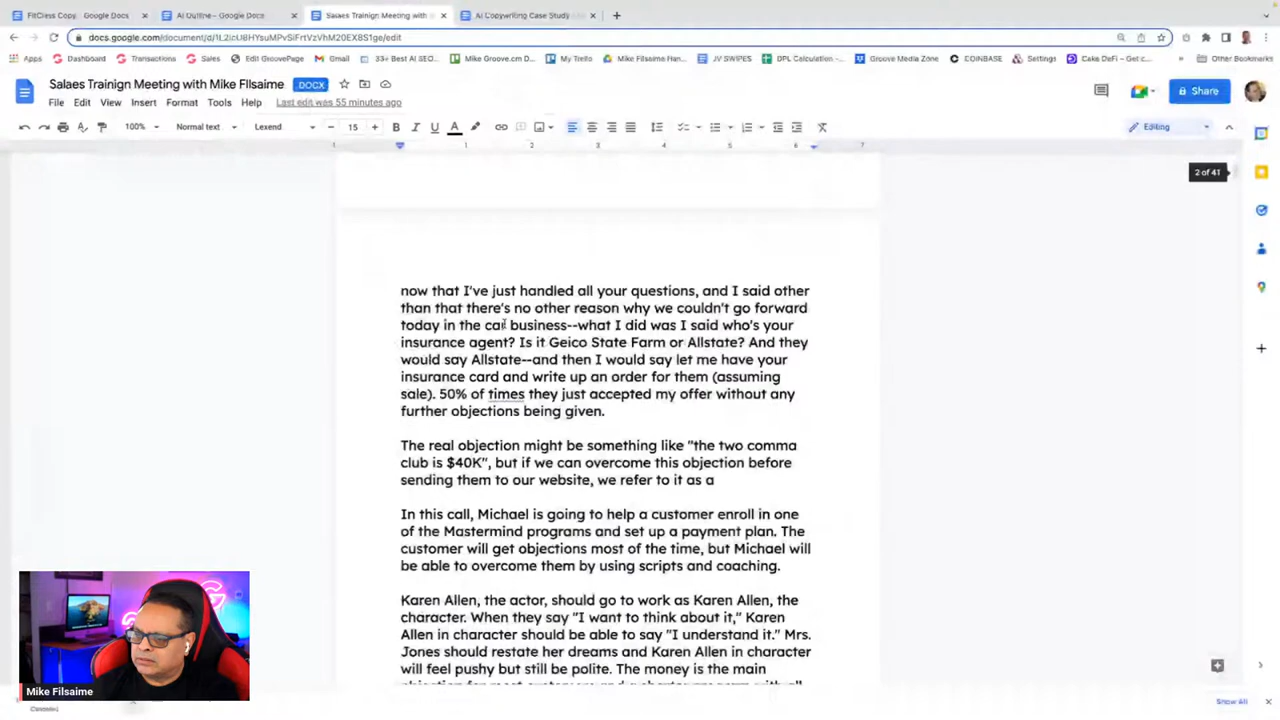 FitCless Copy - Google Docs
AI Outline - Google Docs
Salaes Trainign Meeting with
AI Copywriting Case Study
docs.google.com/document/d/1L2icU8HYsuMPvSiFrtVzVhM20EX8S1ge/edit
Apps
Dashboard
Transactions
Sales
Edit GroovePage
Gmail
33+ Best AI SEO...
Mike Groove.cm D...
My Trello
Mike Filsaime Han...
JV SWIPES
DPL Calculation -...
Groove Media Zone
COINBASE
Settings
Cake DeFi – Get c...
»
Other Bookmarks
Salaes Trainign Meeting with Mike FIlsaime
DOCX
Share
File Edit View Insert Format Tools Help
Last edit was 55 minutes ago
100%
Normal text
Lexend
15
B I U A
Editing
1 1 2 3 4 5 6 7
2 of 41
now that I've just handled all your questions, and I said other
than that there's no other reason why we couldn't go forward
today in the car business--what I did was I said who's your
insurance agent? Is it Geico State Farm or Allstate? And they
would say Allstate--and then I would say let me have your
insurance card and write up an order for them (assuming
sale). 50% of times they just accepted my offer without any
further objections being given.
The real objection might be something like "the two comma
club is $40K", but if we can overcome this objection before
sending them to our website, we refer to it as a
In this call, Michael is going to help a customer enroll in one
of the Mastermind programs and set up a payment plan. The
customer will get objections most of the time, but Michael will
be able to overcome them by using scripts and coaching.
Karen Allen, the actor, should go to work as Karen Allen, the
character. When they say "I want to think about it," Karen
Allen in character should be able to say "I understand it." Mrs.
Jones should restate her dreams and Karen Allen in character
will feel pushy but still be polite. The money is the main
Mike Filsaime
Show All